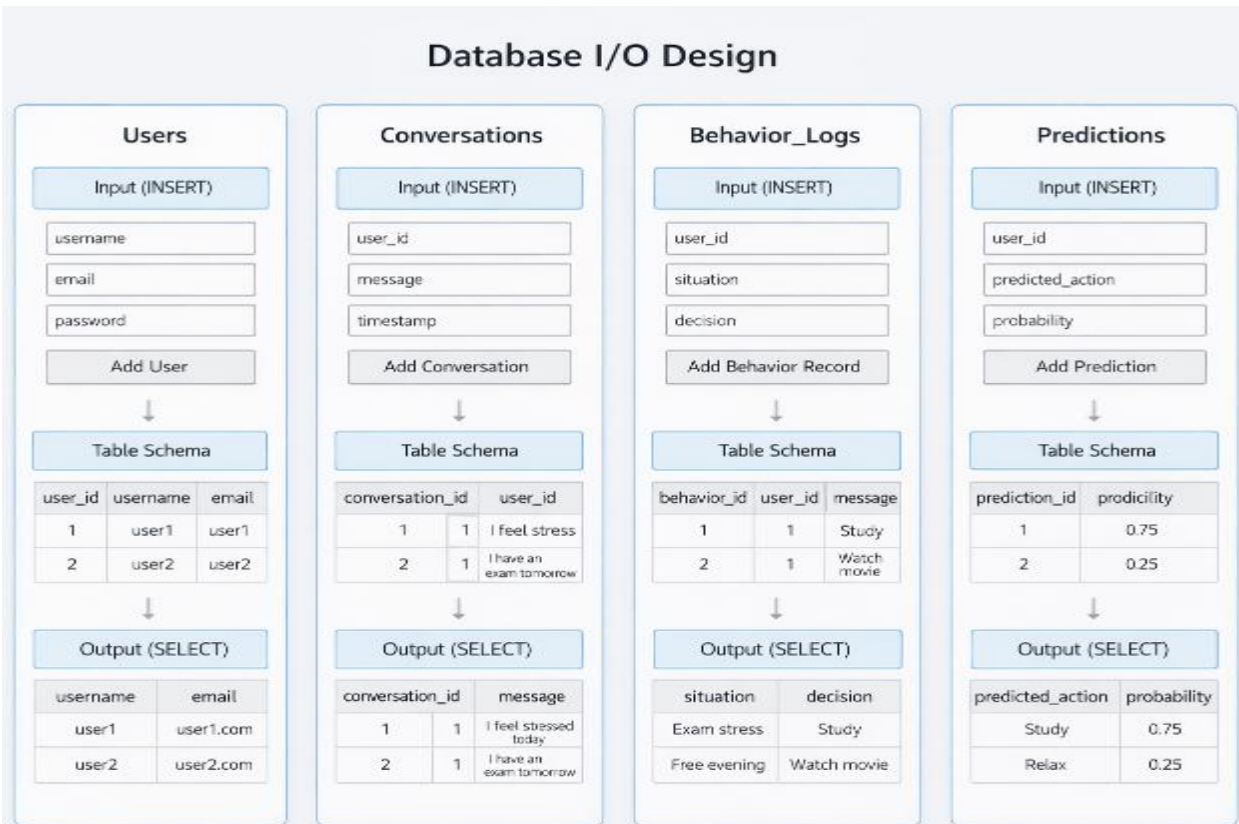 Database I/O Design
Users
Input (INSERT)
username
email
password
Add User
Table Schema
user_id username email
1 user1 user1
2 user2 user2
Output (SELECT)
username email
user1 user1.com
user2 user2.com
Conversations
Input (INSERT)
user_id
message
timestamp
Add Conversation
Table Schema
conversation_id user_id
1 1 I feel stress
2 1 I have an
exam tomorrow
Output (SELECT)
conversation_id message
1 1 I feel stressed
today
2 1 I have an
exam tomorrow
Behavior_Logs
Input (INSERT)
user_id
situation
decision
Add Behavior Record
Table Schema
behavior_id user_id message
1 1 Study
2 1 Watch
movie
Output (SELECT)
situation decision
Exam stress Study
Free evening Watch movie
Predictions
Input (INSERT)
user_id
predicted_action
probability
Add Prediction
Table Schema
prediction_id prodicility
1 0.75
2 0.25
Output (SELECT)
predicted_action probability
Study 0.75
Relax 0.25